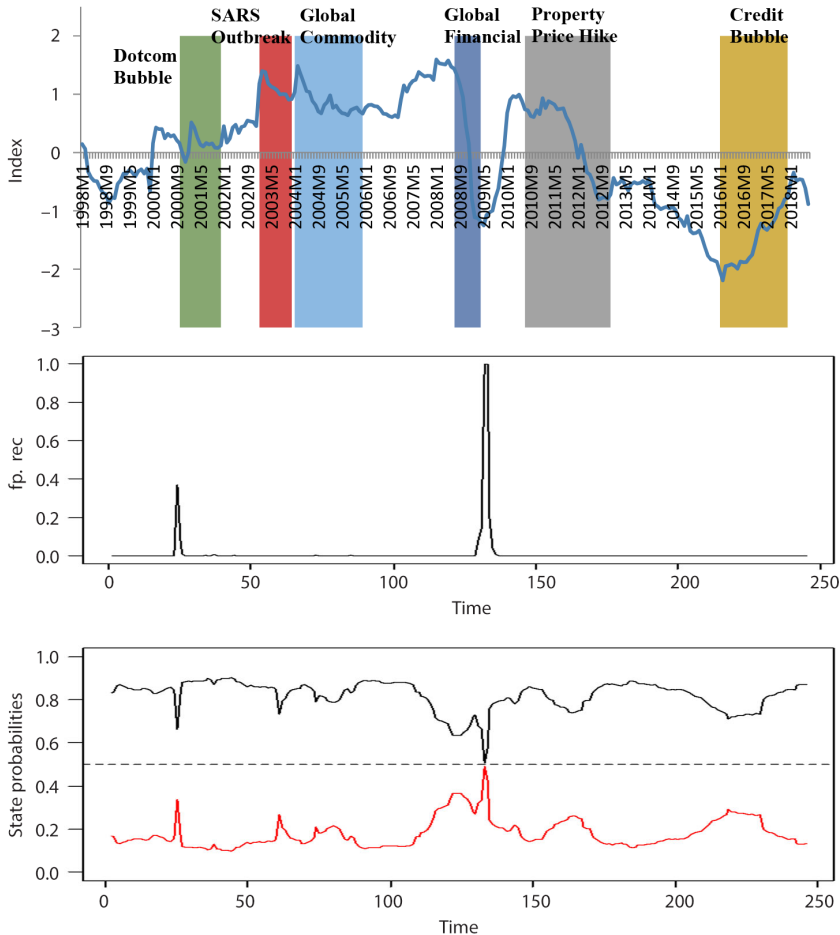 SARS
Outbreak
Global
Commodity
Global
Financial
Property
Price Hike
Credit
Bubble
Dotcom
Bubble
Index
2
1
0
−1
−2
−3
1998M1
1998M9
1999M5
2000M1
2000M9
2001M5
2002M1
2002M9
2003M5
2004M1
2004M9
2005M5
2006M1
2006M9
2007M5
2008M1
2008M9
2009M5
2010M1
2010M9
2011M5
2012M1
2012M9
2013M5
2014M1
2014M9
2015M5
2016M1
2016M9
2017M5
2018M1
fp. rec
1.0
0.8
0.6
0.4
0.2
0.0
0 50 100 150 200 250
Time
State probabilities
1.0
0.8
0.6
0.4
0.2
0.0
0 50 100 150 200 250
Time